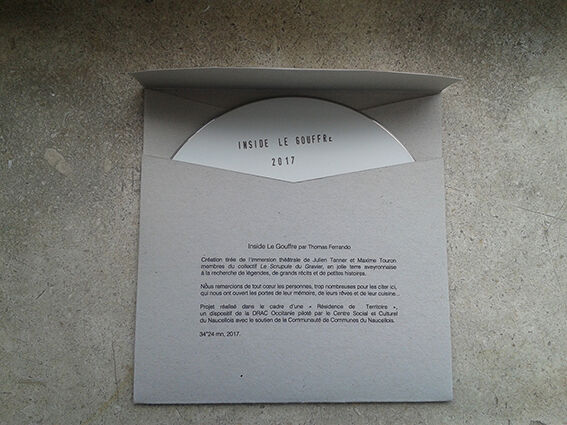 INSIDE LE GOUFFRE
2017
Inside Le Gouffre par Thomas Ferrando
Création tirée de l'immersion théâtrale de Julien Tanner et Maxime Touron
membres du collectif Le Scrupule du Gravier, en jolie terre aveyronnaise
à la recherche de légendes, de grands récits et de petites histoires.
Nous remercions de tout cœur les personnes, trop nombreuses pour les citer ici,
qui nous ont ouvert les portes de leur mémoire, de leurs rêves et de leur cuisine...
Projet réalisé dans le cadre d'une « Résidence de Territoire »,
un dispositif de la DRAC Occitanie piloté par le Centre Social et Culturel
du Naucellois avec le soutien de la Communauté de Communes du Naucellois.
34"24 mn, 2017.